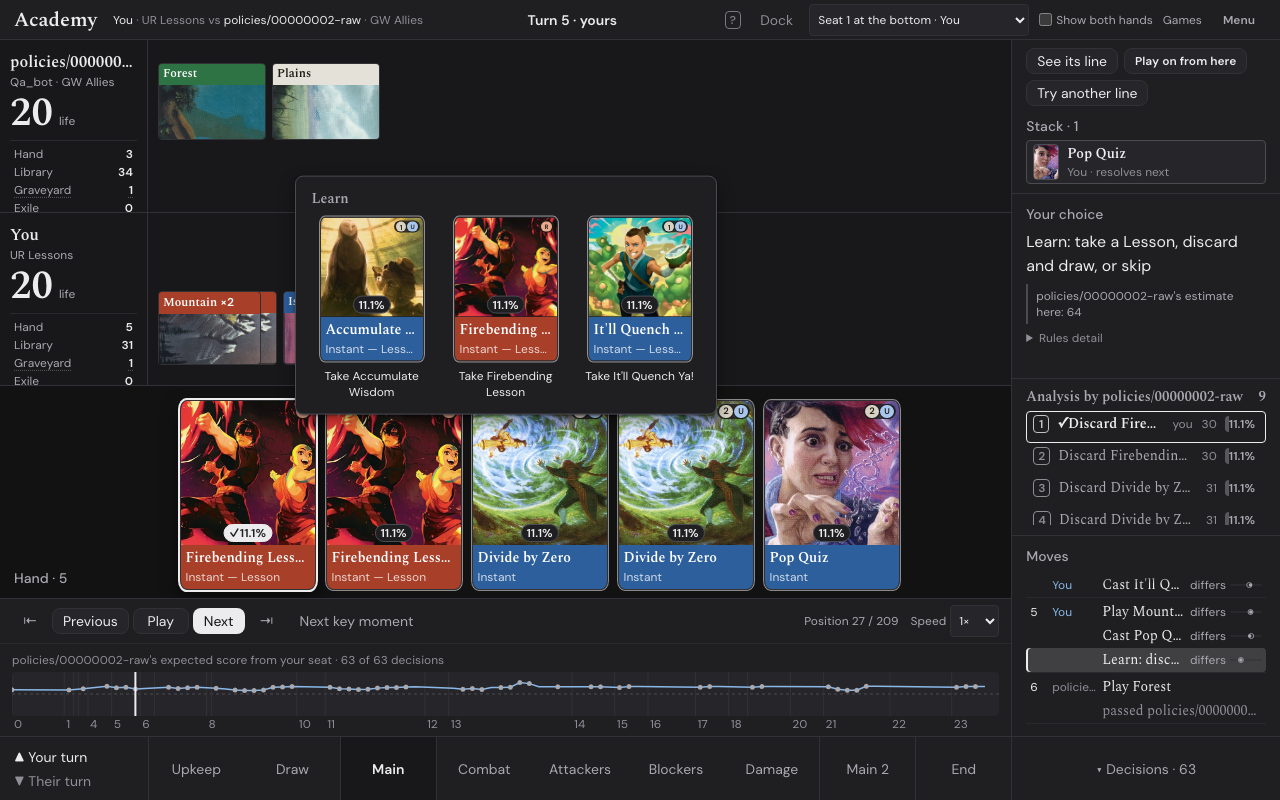 Academy
You · UR Lessons vs policies/00000002-raw · GW Allies
Turn 5 · yours
?
Dock
Seat 1 at the bottom · You
Show both hands
Games
Menu
policies/000000...
Qa_bot · GW Allies
20 life
Hand 3
Library 34
Graveyard 1
Exile 0
Forest
Plains
You
UR Lessons
20 life
Hand 5
Library 31
Graveyard 1
Exile 0
Mountain ×2
Learn
1 U
11.1%
Accumulate ...
Instant — Less...
Take Accumulate
Wisdom
R
11.1%
Firebending ...
Instant — Less...
Take Firebending
Lesson
1 U
11.1%
It'll Quench ...
Instant — Less...
Take It'll Quench Ya!
Hand · 5
✓11.1%
Firebending Less...
Instant — Lesson
11.1%
Firebending Less...
Instant — Lesson
11.1%
Divide by Zero
Instant
2 U
11.1%
Divide by Zero
Instant
2 U
11.1%
Pop Quiz
Instant
⇤
Previous
Play
Next
⇥
Next key moment
Position 27 / 209
Speed
1×
policies/00000002-raw's expected score from your seat · 63 of 63 decisions
0 1 4 5 6 8 10 11 12 13 14 15 16 17 18 20 21 22 23
▲ Your turn
▼ Their turn
Upkeep
Draw
Main
Combat
Attackers
Blockers
Damage
Main 2
End
See its line
Play on from here
Try another line
Stack · 1
Pop Quiz
You · resolves next
Your choice
Learn: take a Lesson, discard
and draw, or skip
policies/00000002-raw's estimate
here: 64
▶ Rules detail
Analysis by policies/00000002-raw 9
1 ✓Discard Fire... you 30 11.1%
2 Discard Firebendin... 30 11.1%
3 Discard Divide by Z... 31 11.1%
4 Discard Divide by Z... 31 11.1%
Moves
You Cast It'll Q... differs
5 You Play Mount... differs
Cast Pop Q... differs
Learn: disc... differs
6 policie... Play Forest
passed policies/0000000...
▾ Decisions · 63